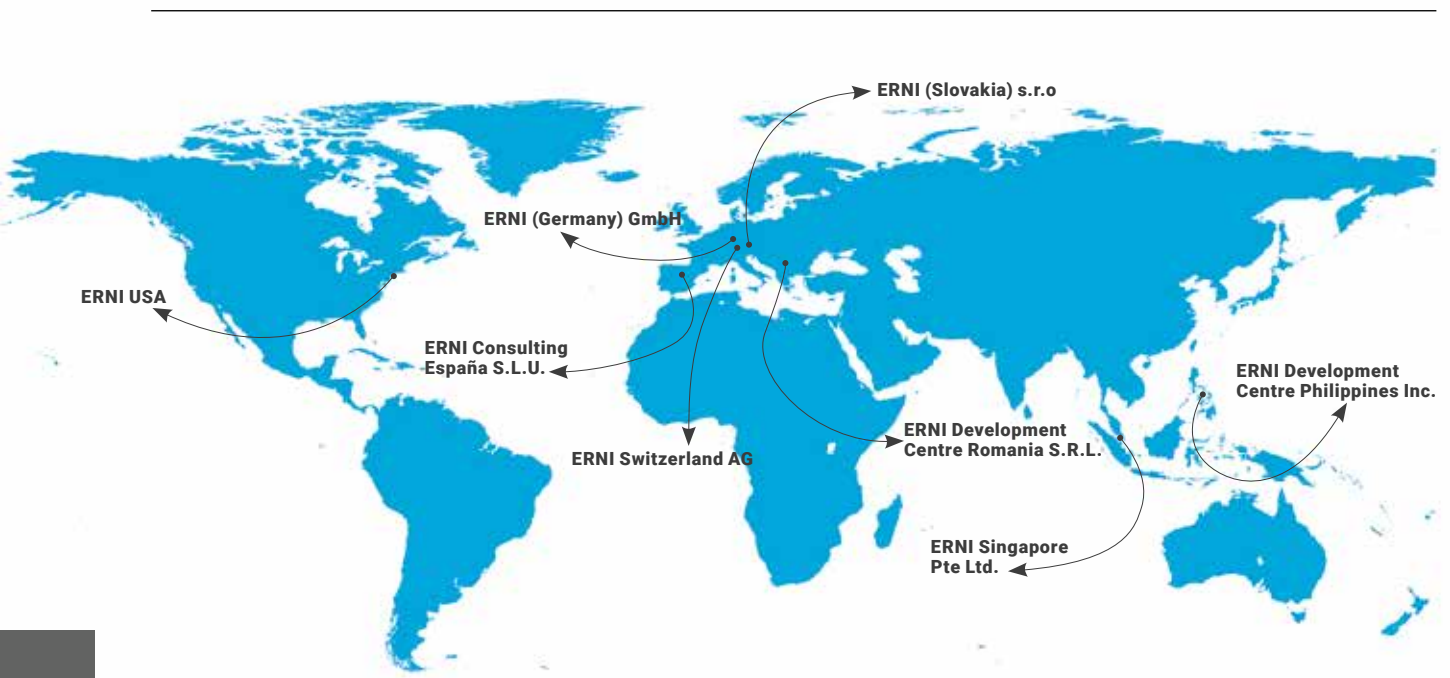 ERNI (Slovakia) s.r.o
ERNI (Germany) GmbH
ERNI USA
ERNI Consulting
España S.L.U.
ERNI Development
Centre Philippines Inc.
ERNI Development
Centre Romania S.R.L.
ERNI Switzerland AG
ERNI Singapore
Pte Ltd.